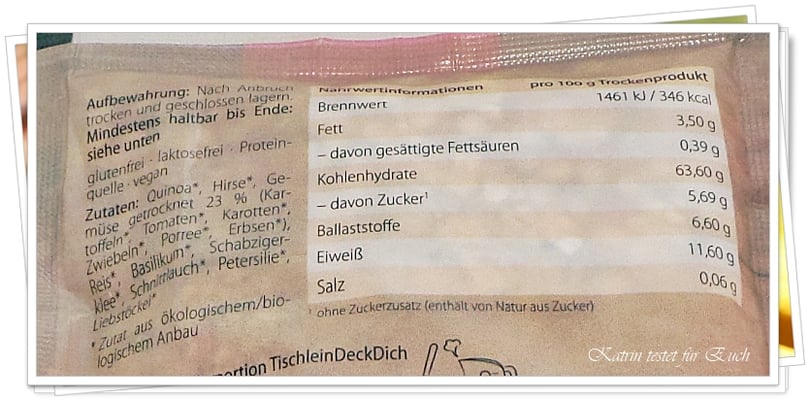 Aufbewahrung: Nach Anbruch
trocken und geschlossen lagern.
Mindestens haltbar bis Ende:
siehe unten
glutenfrei · laktosefrei · Protein-
quelle · vegan
Zutaten: Quinoa*, Hirse*, Ge-
müse getrocknet 23 % (Kar-
toffeln*, Tomaten*, Karotten*,
Zwiebeln*, Porree*, Erbsen*),
Reis*, Basilikum*, Schabziger-
klee*, Schnittlauch*, Petersilie*,
Liebstöckel*
* Zutat aus ökologischem/bio-
logischem Anbau
Nährwertinformationen pro 100 g Trockenprodukt
Brennwert 1461 kJ / 346 kcal
Fett 3,50 g
– davon gesättigte Fettsäuren 0,39 g
Kohlenhydrate 63,60 g
– davon Zucker¹ 5,69 g
Ballaststoffe 6,60 g
Eiweiß 11,60 g
Salz 0,06 g
¹ ohne Zuckerzusatz (enthält von Natur aus Zucker)
TischleinDeckDich
Katrin testet für Euch